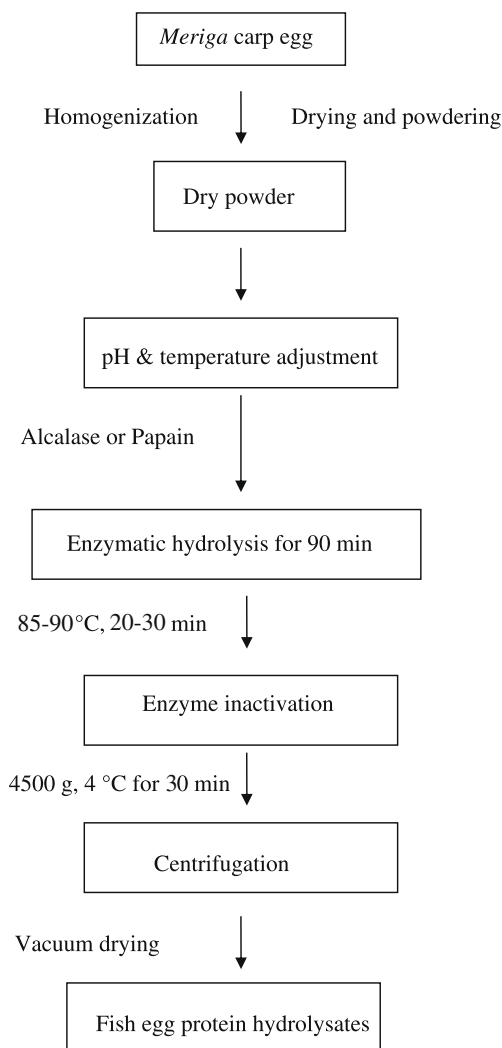 Meriga carp egg
Homogenization
Drying and powdering
Dry powder
pH & temperature adjustment
Alcalase or Papain
Enzymatic hydrolysis for 90 min
85-90°C, 20-30 min
Enzyme inactivation
4500 g, 4 °C for 30 min
Centrifugation
Vacuum drying
Fish egg protein hydrolysates